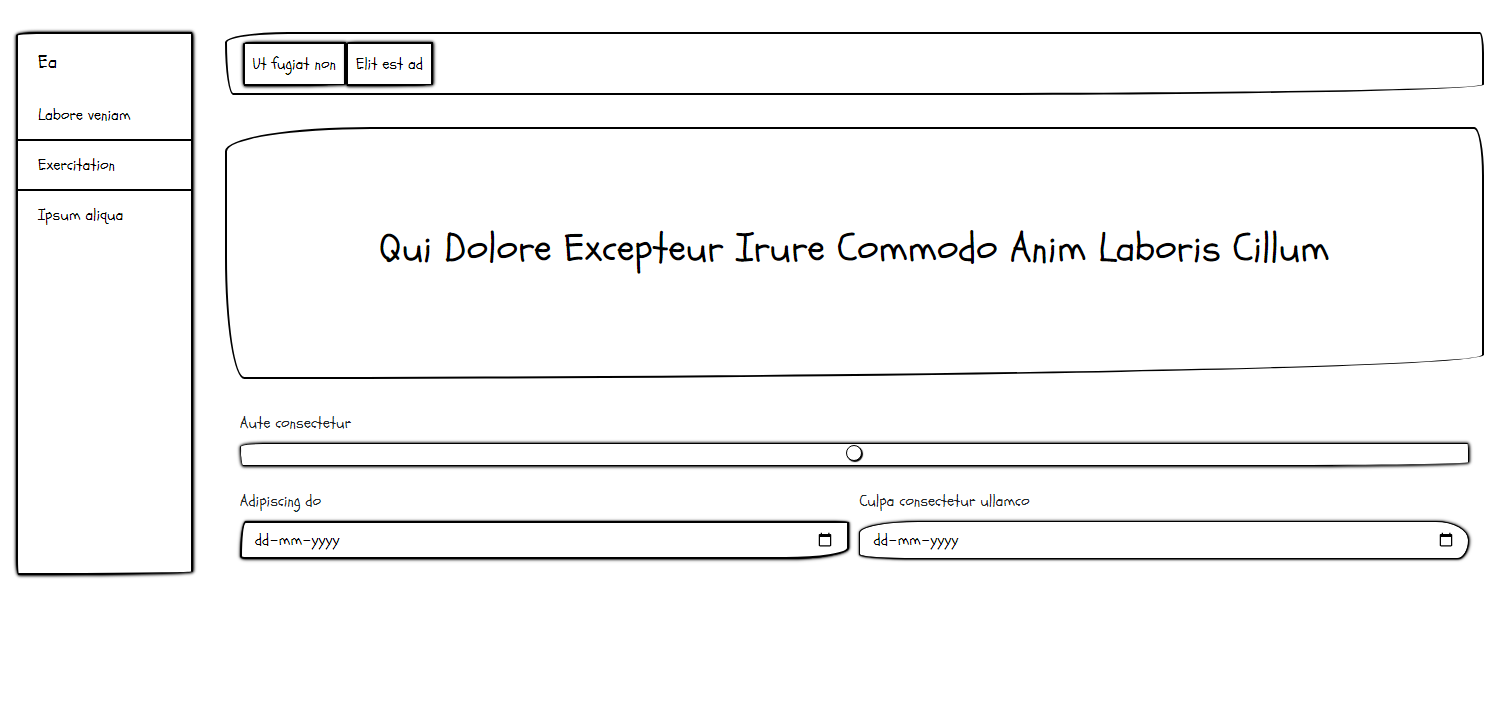 Ea
Labore veniam
Exercitation
Ipsum aliqua
Ut fugiat non
Elit est ad
Qui Dolore Excepteur Irure Commodo Anim Laboris Cillum
Aute consectetur
Adipiscing do
dd-mm-yyyy
Culpa consectetur ullamco
dd-mm-yyyy